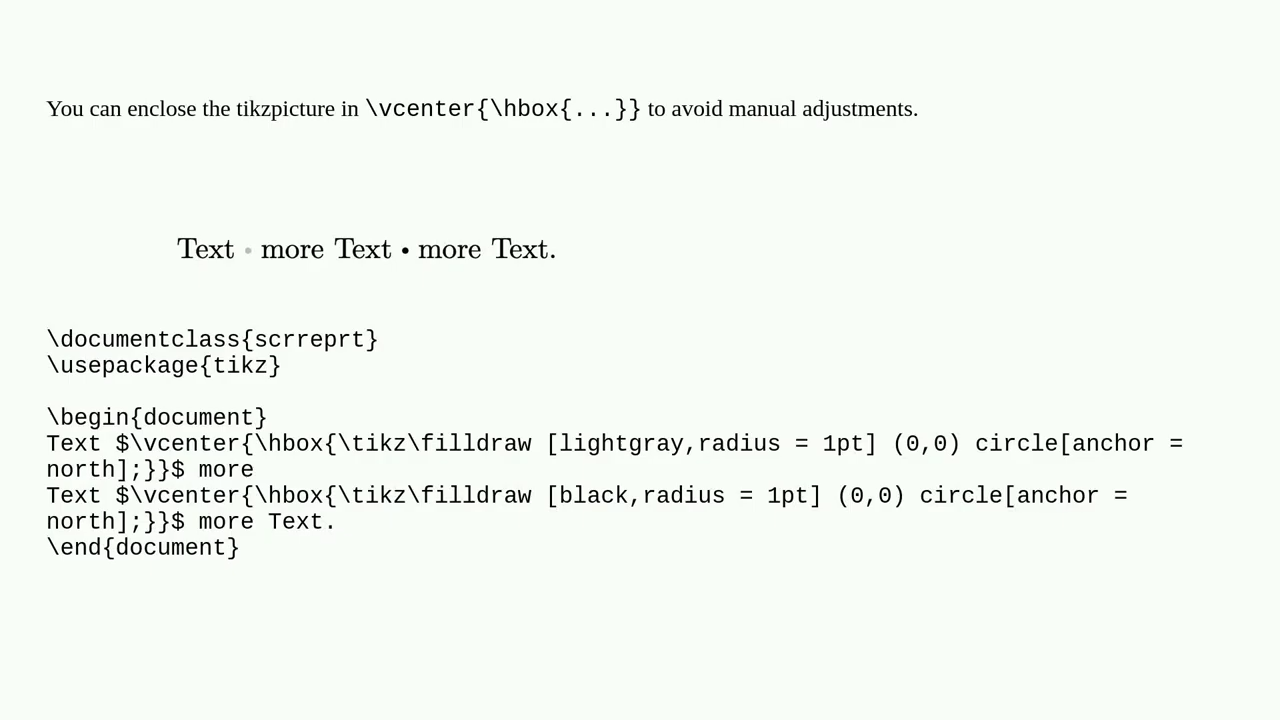 You can enclose the tikzpicture in \vcenter{\hbox{...}} to avoid manual adjustments.
Text • more Text • more Text.
\documentclass{scrreprt}
\usepackage{tikz}
\begin{document}
Text $\vcenter{\hbox{\tikz\filldraw [lightgray,radius = 1pt] (0,0) circle[anchor =
north];}}$ more
Text $\vcenter{\hbox{\tikz\filldraw [black,radius = 1pt] (0,0) circle[anchor =
north];}}$ more Text.
\end{document}